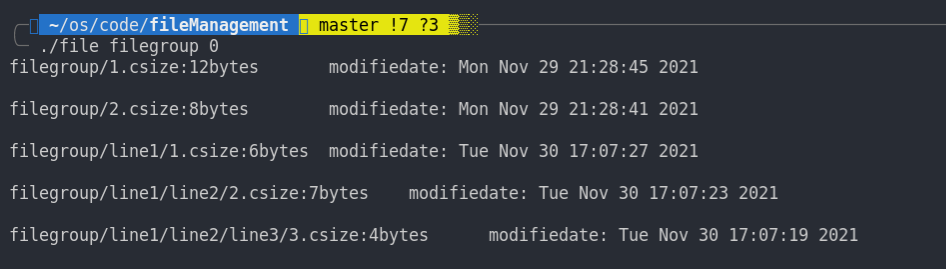 ~/os/code/fileManagement master !7 ?3
./file filegroup 0
filegroup/1.csize:12bytes modifiedate: Mon Nov 29 21:28:45 2021
filegroup/2.csize:8bytes modifiedate: Mon Nov 29 21:28:41 2021
filegroup/line1/1.csize:6bytes modifiedate: Tue Nov 30 17:07:27 2021
filegroup/line1/line2/2.csize:7bytes modifiedate: Tue Nov 30 17:07:23 2021
filegroup/line1/line2/line3/3.csize:4bytes modifiedate: Tue Nov 30 17:07:19 2021